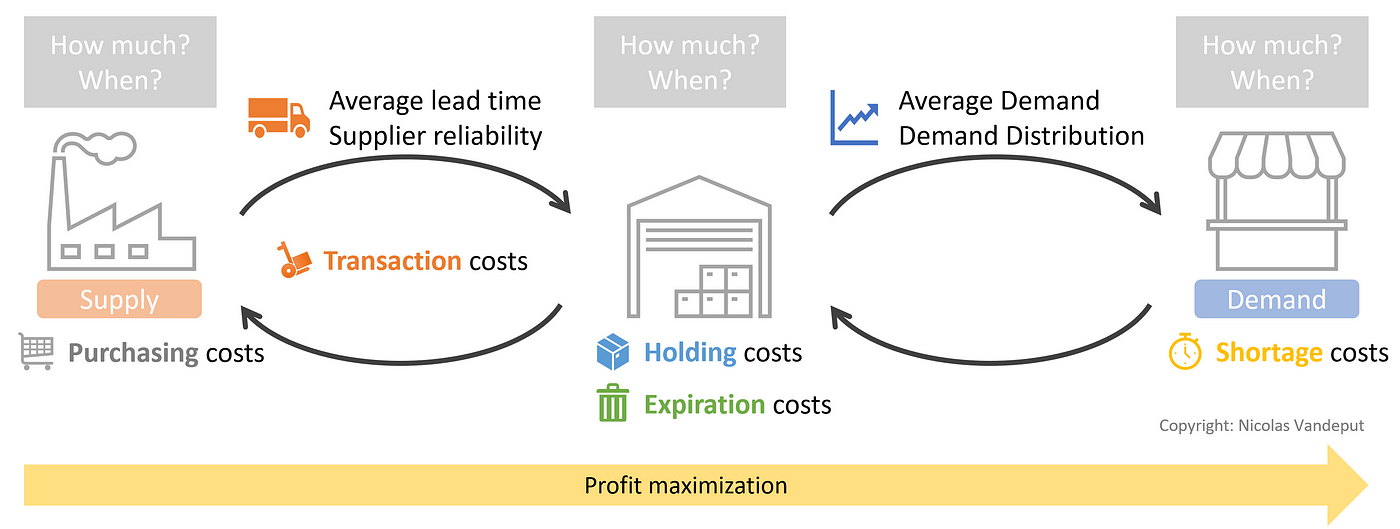 How much?
When?
How much?
When?
How much?
When?
Average lead time
Supplier reliability
Average Demand
Demand Distribution
Transaction costs
Supply
Demand
Purchasing costs
Holding costs
Shortage costs
Expiration costs
Copyright: Nicolas Vandeput
Profit maximization